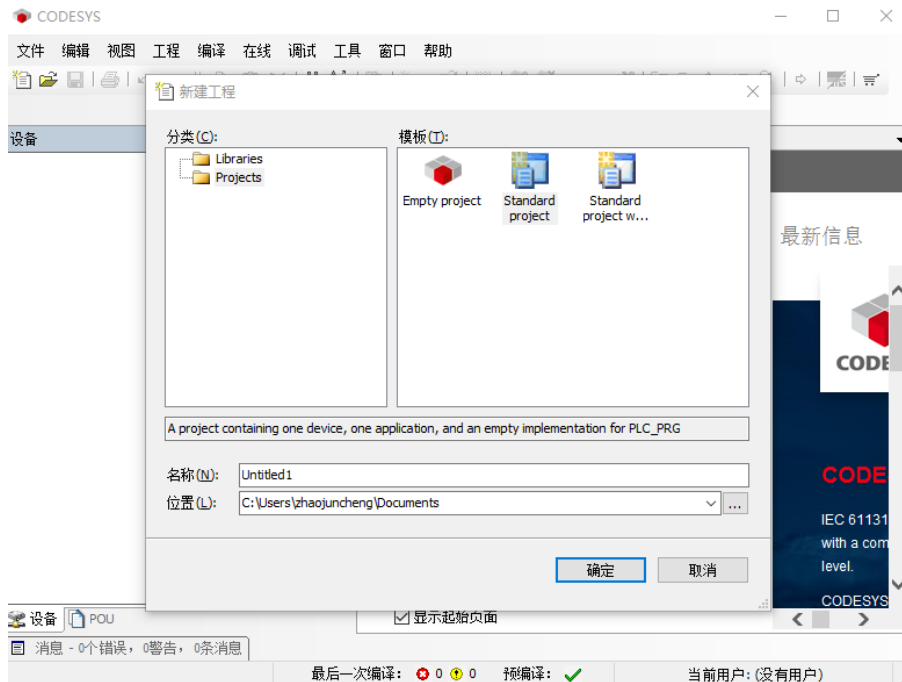 CODESYS
文件 编辑 视图 工程 编译 在线 调试 工具 窗口 帮助
新建工程
设备
分类(C):
模板(T):
Libraries
Projects
Empty project
Standard
project
Standard
project w...
最新信息
CODE
A project containing one device, one application, and an empty implementation for PLC_PRG
名称(N): Untitled1
位置(L): C:\Users\zhaojuncheng\Documents
...
CODE
IEC 61131
with a com
level.
CODESYS
确定 取消
设备 POU
显示起始页面
消息 - 0个错误，0警告，0条消息
最后一次编译： 0 0 预编译： 当前用户: (没有用户)